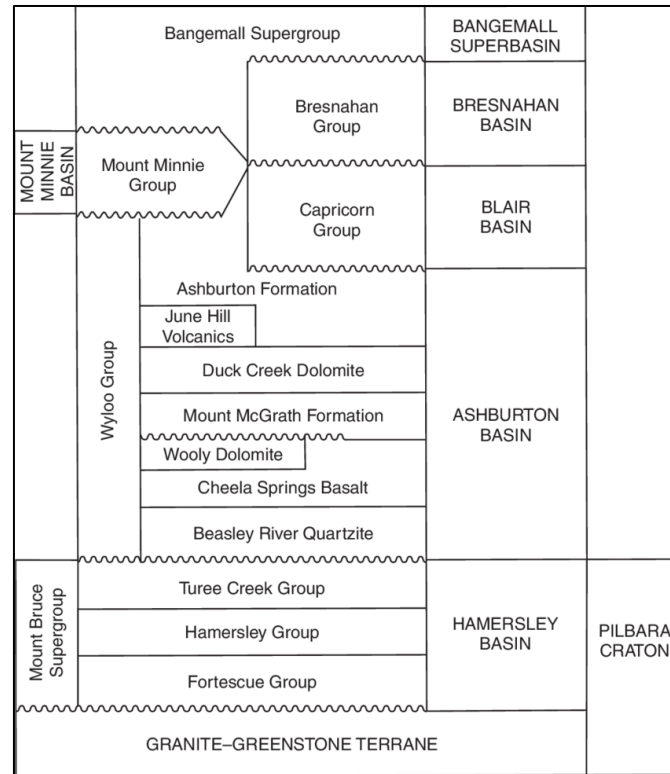 Bangemall Supergroup
BANGEMALL
SUPERBASIN
Bresnahan
Group
BRESNAHAN
BASIN
MOUNT
MINNIE
BASIN
Mount Minnie
Group
Capricorn
Group
BLAIR
BASIN
Wyloo Group
Ashburton Formation
June Hill
Volcanics
Duck Creek Dolomite
Mount McGrath Formation
Wooly Dolomite
Cheela Springs Basalt
Beasley River Quartzite
ASHBURTON
BASIN
Mount Bruce
Supergroup
Turee Creek Group
Hamersley Group
Fortescue Group
HAMERSLEY
BASIN
PILBARA
CRATON
GRANITE–GREENSTONE TERRANE